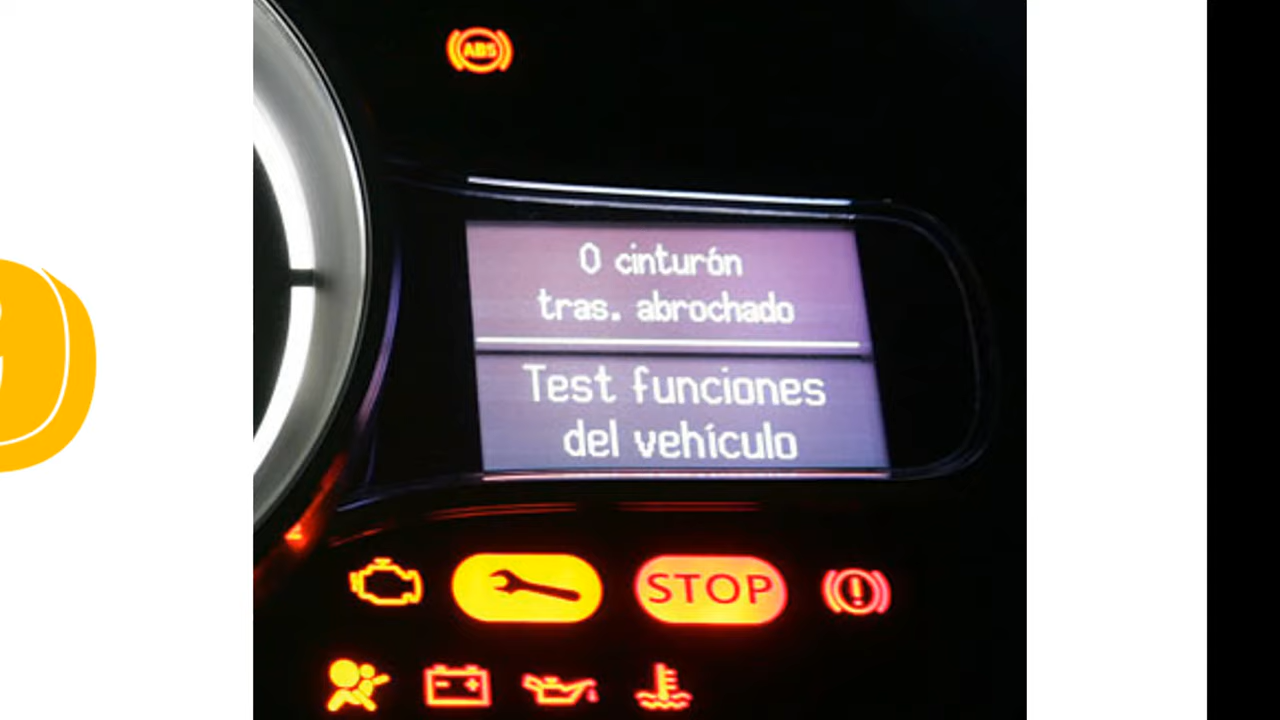 ABS
0 cinturón
tras. abrochado
Test funciones
del vehículo
STOP